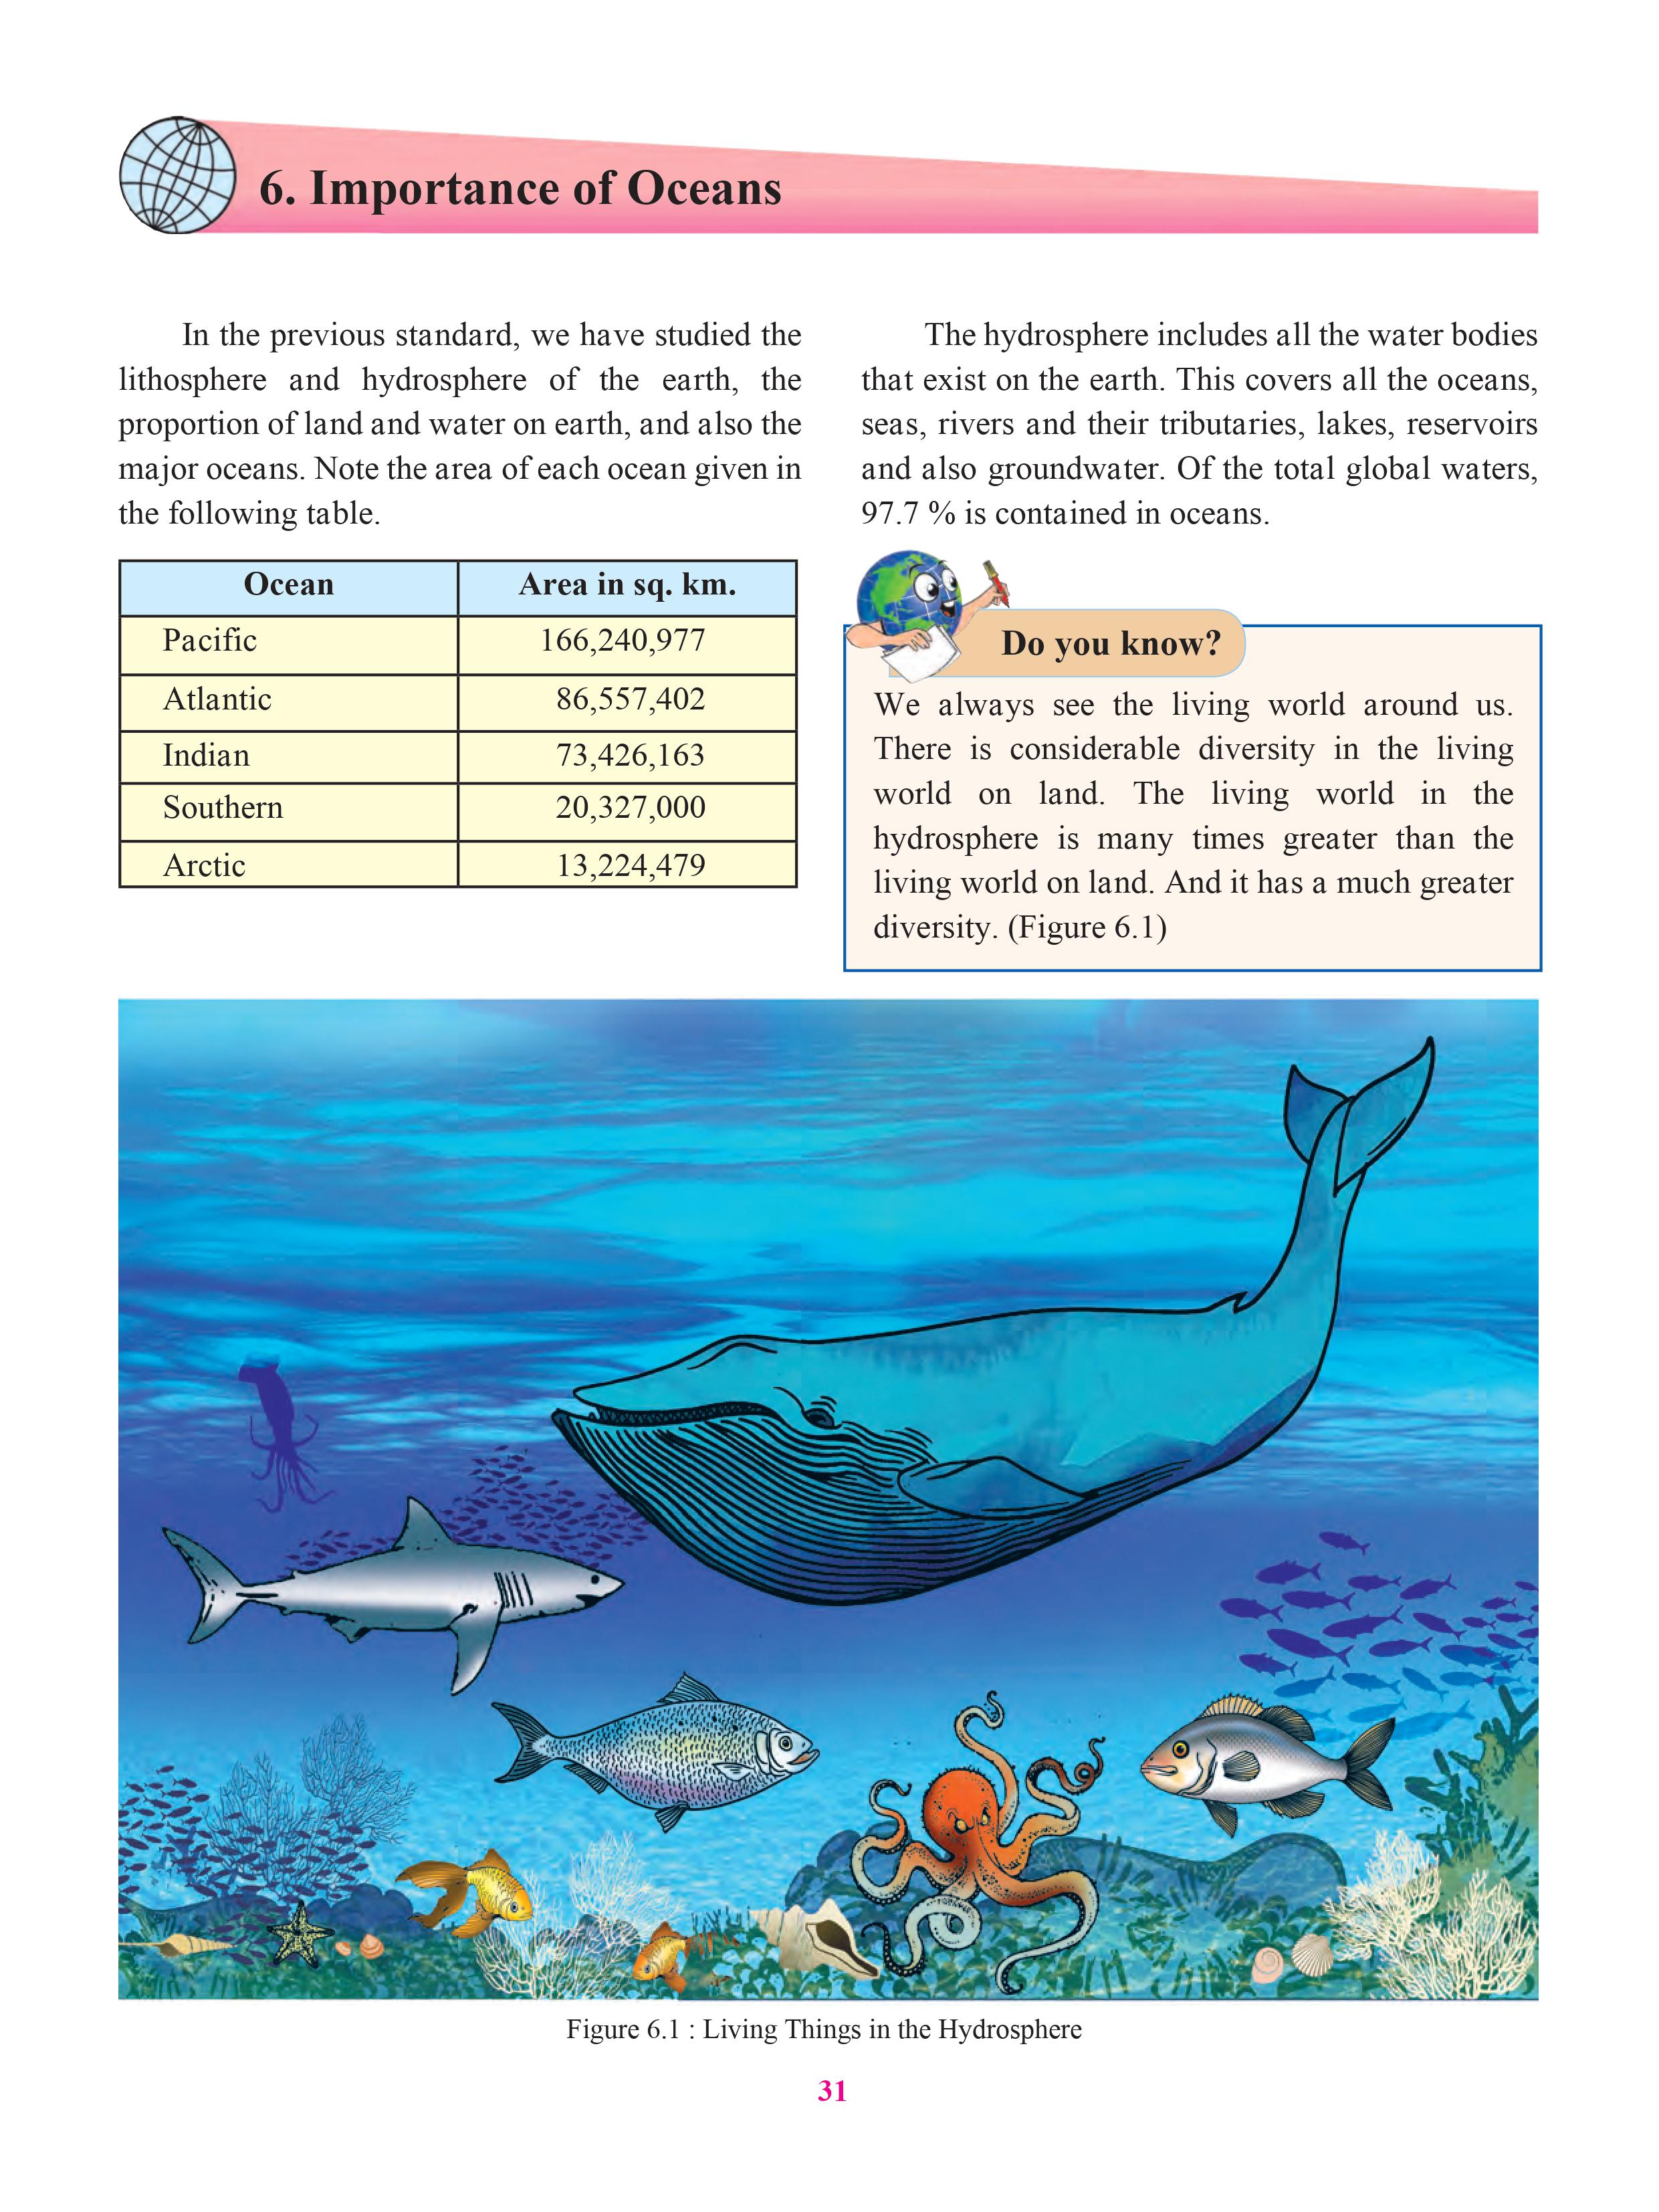 6. Importance of Oceans
In the previous standard, we have studied the
lithosphere and hydrosphere of the earth, the
proportion of land and water on earth, and also the
major oceans. Note the area of each ocean given in
the following table.
Ocean Area in sq. km.
Pacific 166,240,977
Atlantic 86,557,402
Indian 73,426,163
Southern 20,327,000
Arctic 13,224,479
The hydrosphere includes all the water bodies
that exist on the earth. This covers all the oceans,
seas, rivers and their tributaries, lakes, reservoirs
and also groundwater. Of the total global waters,
97.7 % is contained in oceans.
Do you know?
We always see the living world around us.
There is considerable diversity in the living
world on land. The living world in the
hydrosphere is many times greater than the
living world on land. And it has a much greater
diversity. (Figure 6.1)
Figure 6.1 : Living Things in the Hydrosphere
31